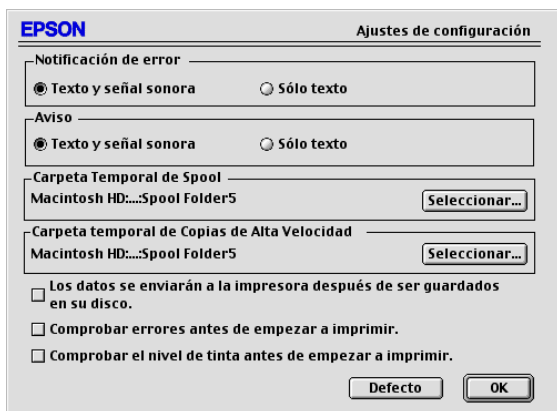 EPSON
Ajustes de configuración
Notificación de error
Texto y señal sonora
Sólo texto
Aviso
Texto y señal sonora
Sólo texto
Carpeta Temporal de Spool
Macintosh HD:...:Spool Folder5
Seleccionar...
Carpeta temporal de Copias de Alta Velocidad
Macintosh HD:...:Spool Folder5
Seleccionar...
Los datos se enviarán a la impresora después de ser guardados
en su disco.
Comprobar errores antes de empezar a imprimir.
Comprobar el nivel de tinta antes de empezar a imprimir.
Defecto
OK